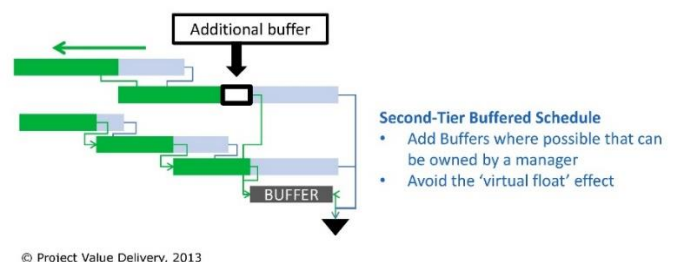 Additional buffer
Second-Tier Buffered Schedule
• Add Buffers where possible that can
be owned by a manager
• Avoid the 'virtual float' effect
BUFFER
© Project Value Delivery, 2013